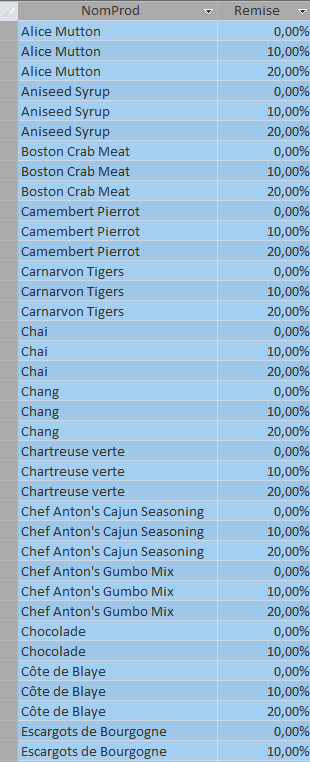 NomProd Remise
Alice Mutton 0,00%
Alice Mutton 10,00%
Alice Mutton 20,00%
Aniseed Syrup 0,00%
Aniseed Syrup 10,00%
Aniseed Syrup 20,00%
Boston Crab Meat 0,00%
Boston Crab Meat 10,00%
Boston Crab Meat 20,00%
Camembert Pierrot 0,00%
Camembert Pierrot 10,00%
Camembert Pierrot 20,00%
Carnarvon Tigers 0,00%
Carnarvon Tigers 10,00%
Carnarvon Tigers 20,00%
Chai 0,00%
Chai 10,00%
Chai 20,00%
Chang 0,00%
Chang 10,00%
Chang 20,00%
Chartreuse verte 0,00%
Chartreuse verte 10,00%
Chartreuse verte 20,00%
Chef Anton's Cajun Seasoning 0,00%
Chef Anton's Cajun Seasoning 10,00%
Chef Anton's Cajun Seasoning 20,00%
Chef Anton's Gumbo Mix 0,00%
Chef Anton's Gumbo Mix 10,00%
Chef Anton's Gumbo Mix 20,00%
Chocolade 0,00%
Chocolade 10,00%
Côte de Blaye 0,00%
Côte de Blaye 10,00%
Côte de Blaye 20,00%
Escargots de Bourgogne 0,00%
Escargots de Bourgogne 10,00%